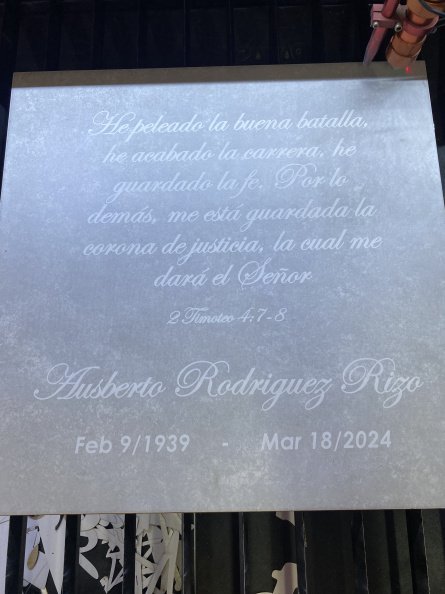 He peleado la buena batalla,
he acabado la carrera, he
guardado la fe. Por lo
demás, me está guardada la
corona de justicia, la cual me
dará el Señor
2 Timoteo 4:7-8
Ausberto Rodriguez Rizo
Feb 9/1939 - Mar 18/2024